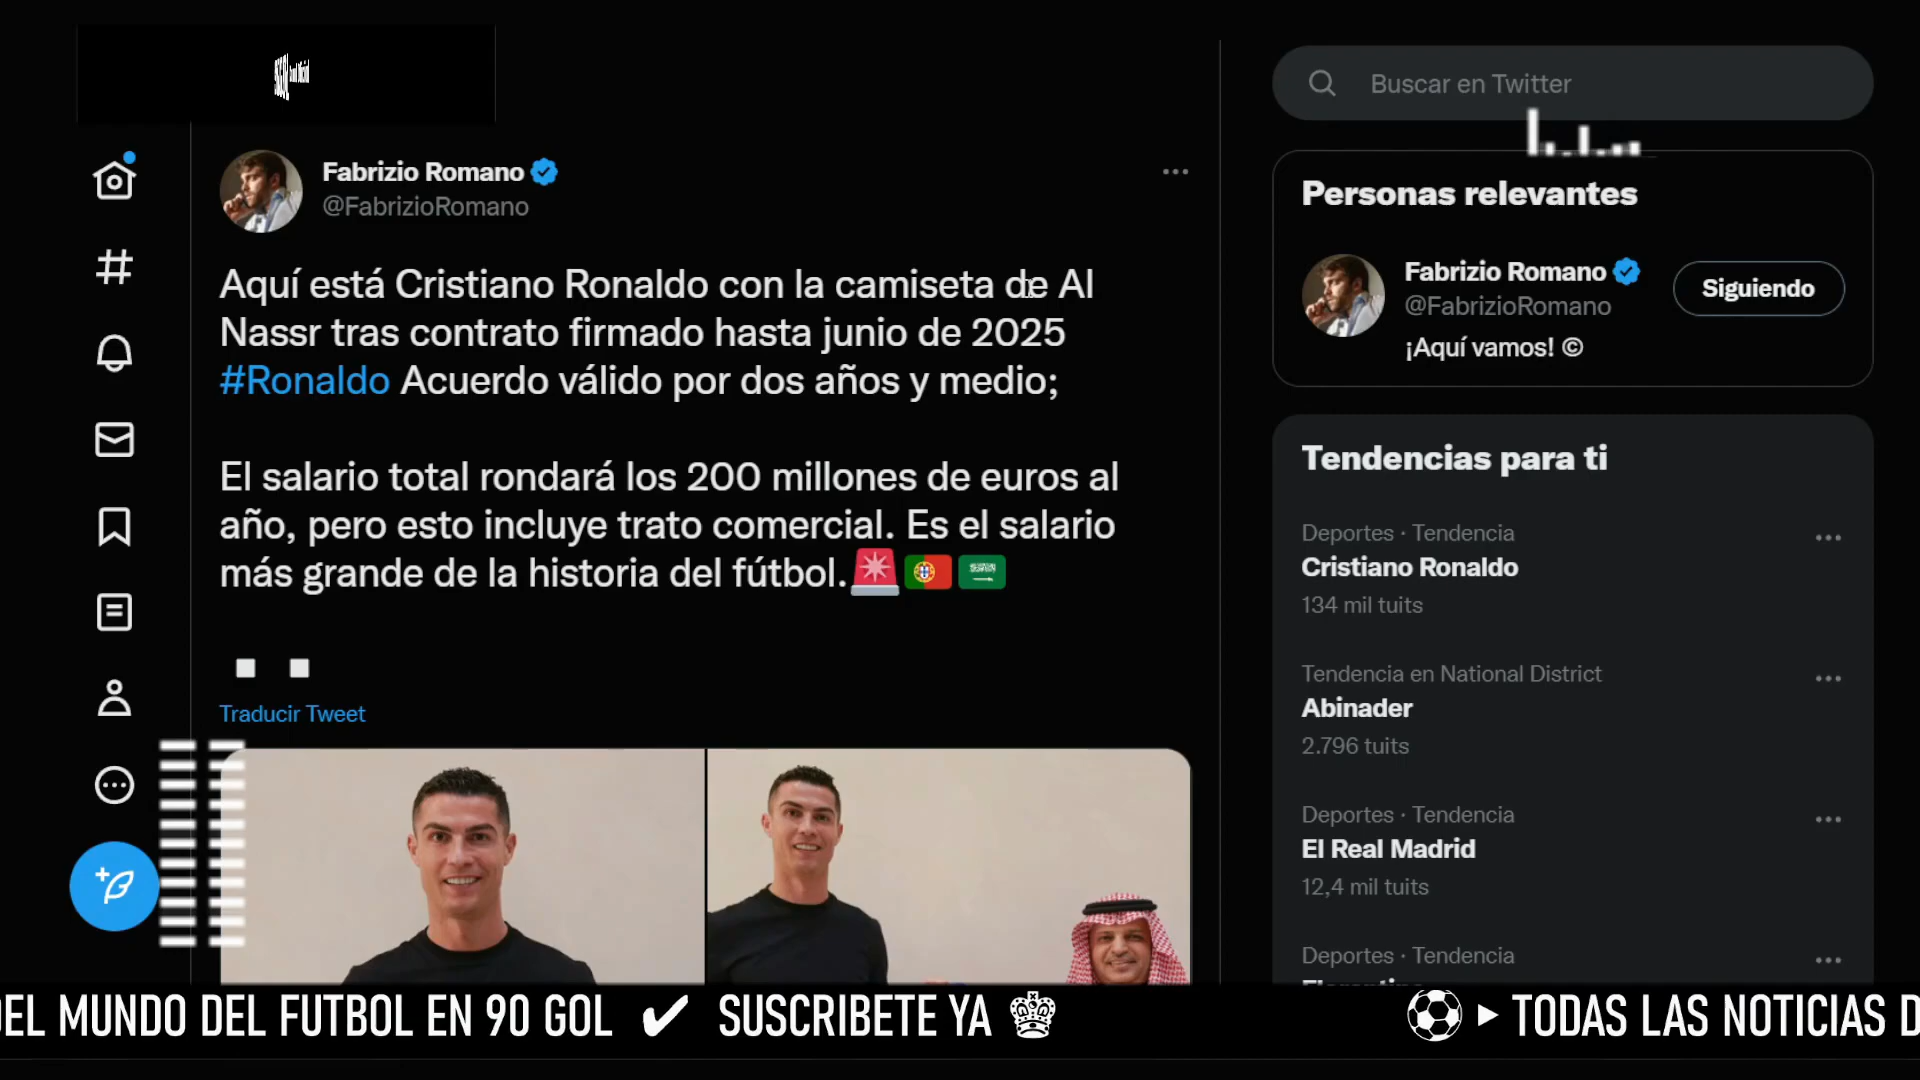 Buscar en Twitter
Fabrizio Romano
@FabrizioRomano
Aquí está Cristiano Ronaldo con la camiseta de Al
Nassr tras contrato firmado hasta junio de 2025
#Ronaldo Acuerdo válido por dos años y medio;
El salario total rondará los 200 millones de euros al
año, pero esto incluye trato comercial. Es el salario
más grande de la historia del fútbol.
Traducir Tweet
Personas relevantes
Fabrizio Romano
@FabrizioRomano
Siguiendo
¡Aquí vamos! ©
Tendencias para ti
Deportes · Tendencia
Cristiano Ronaldo
134 mil tuits
Tendencia en National District
Abinader
2.796 tuits
Deportes · Tendencia
El Real Madrid
12,4 mil tuits
Deportes · Tendencia
DEL MUNDO DEL FUTBOL EN 90 GOL ✔ SUSCRIBETE YA TODAS LAS NOTICIAS D